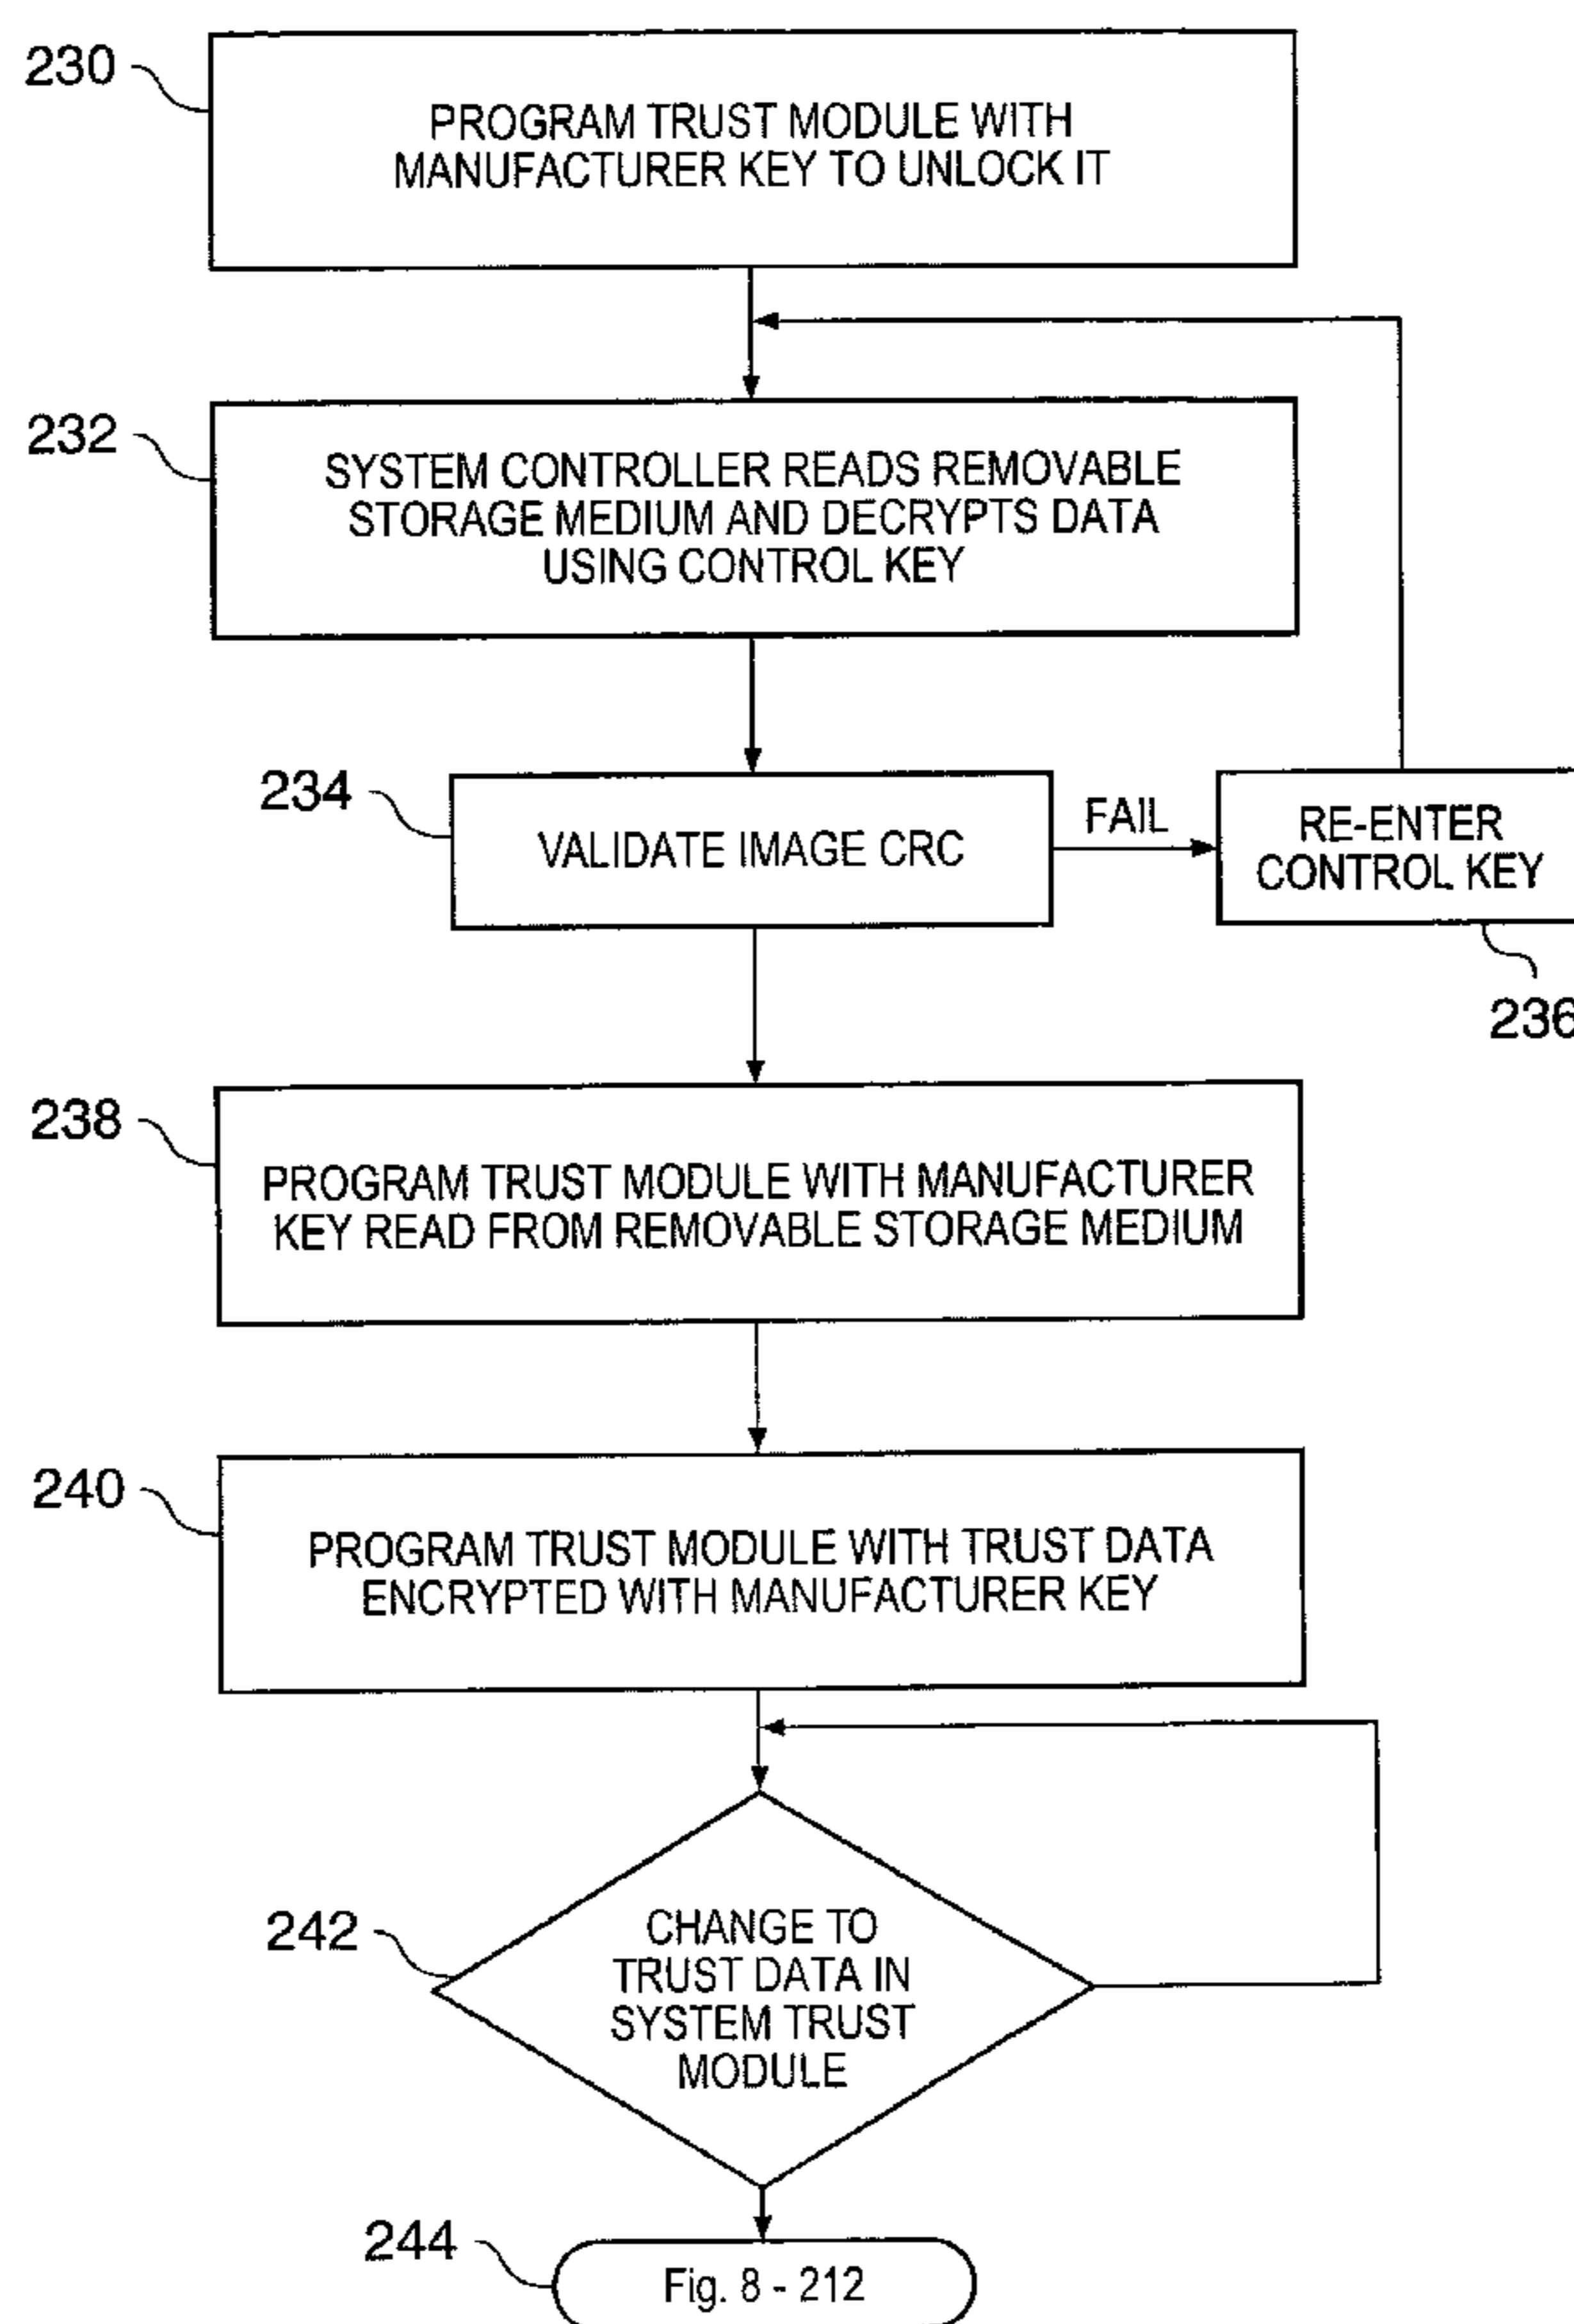 230
PROGRAM TRUST MODULE WITH
MANUFACTURER KEY TO UNLOCK IT
232
SYSTEM CONTROLLER READS REMOVABLE
STORAGE MEDIUM AND DECRYPTS DATA
USING CONTROL KEY
234
VALIDATE IMAGE CRC
FAIL
RE-ENTER
CONTROL KEY
236
238
PROGRAM TRUST MODULE WITH MANUFACTURER
KEY READ FROM REMOVABLE STORAGE MEDIUM
240
PROGRAM TRUST MODULE WITH TRUST DATA
ENCRYPTED WITH MANUFACTURER KEY
242
CHANGE TO
TRUST DATA IN
SYSTEM TRUST
MODULE
244
Fig. 8 - 212